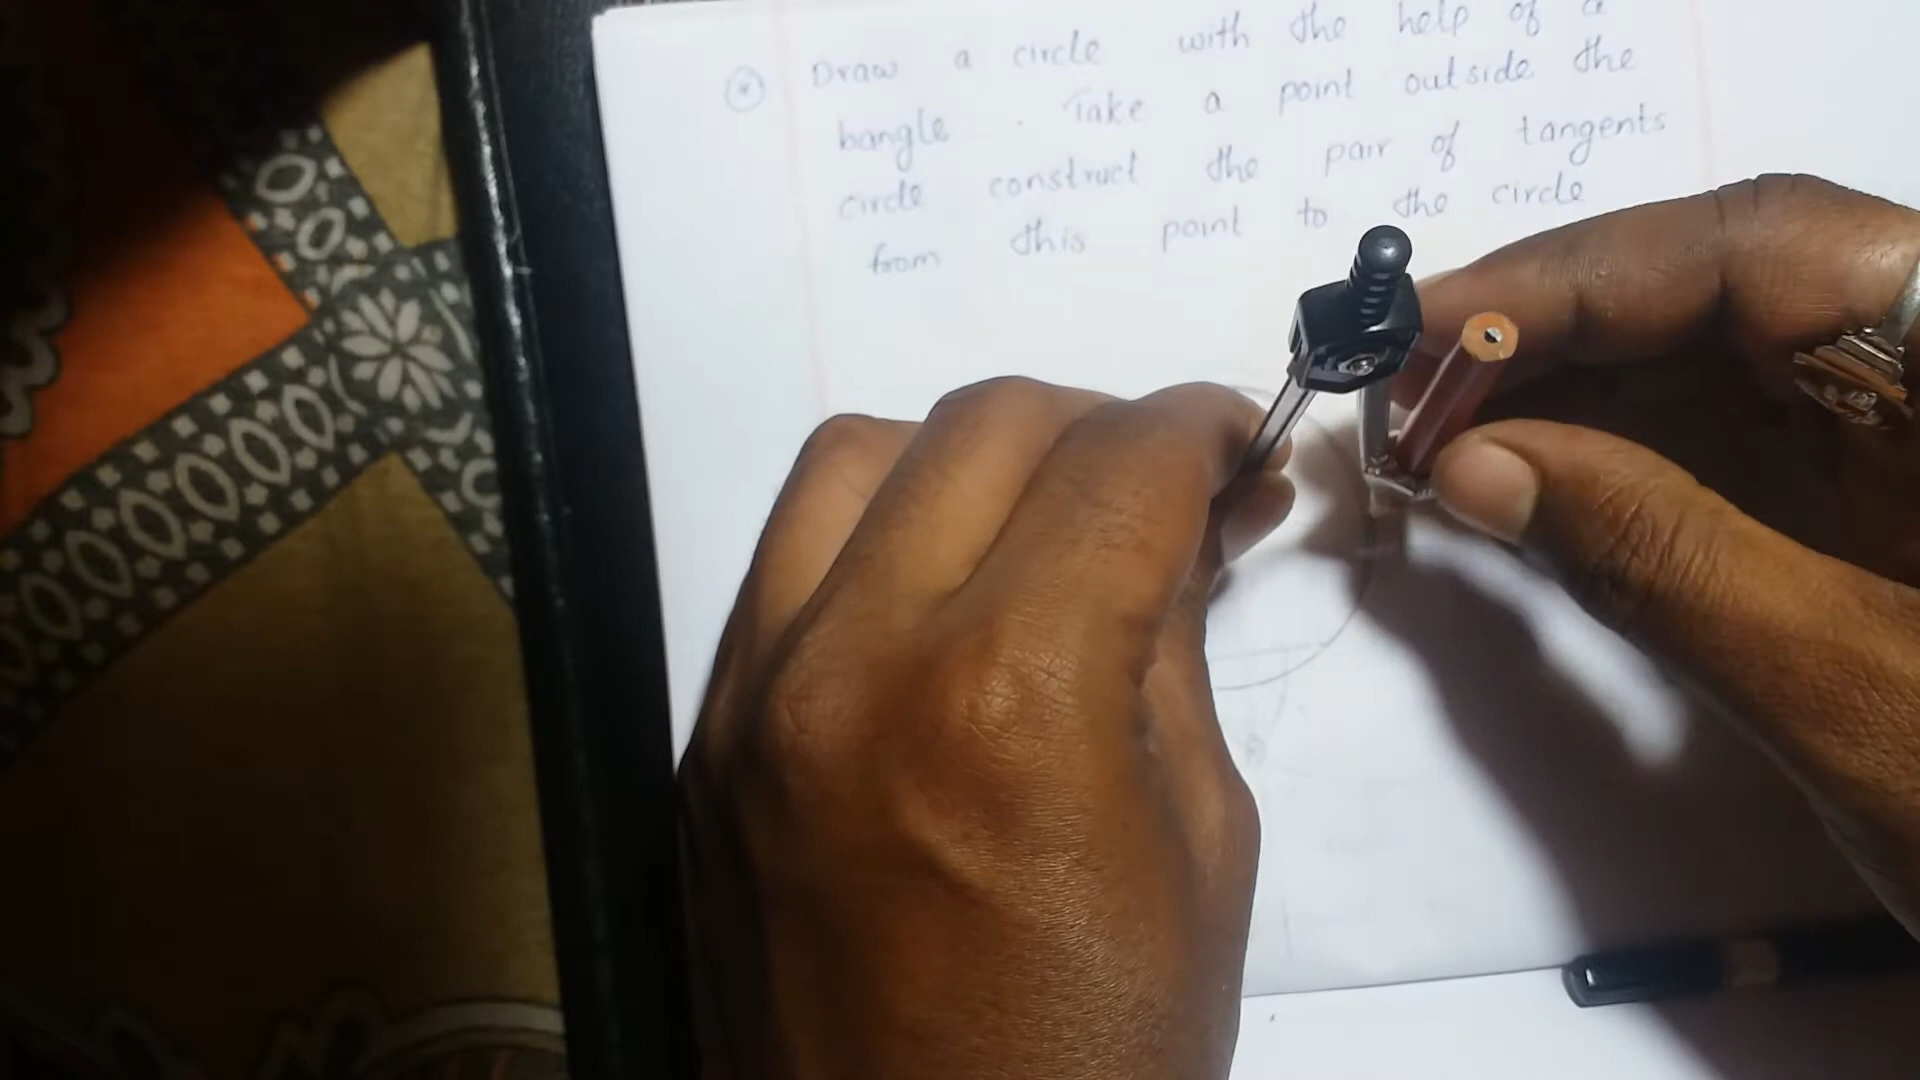 Draw a circle with the help of a
bangle . Take a point outside the
circle construct the pair of tangents
from this point to the circle